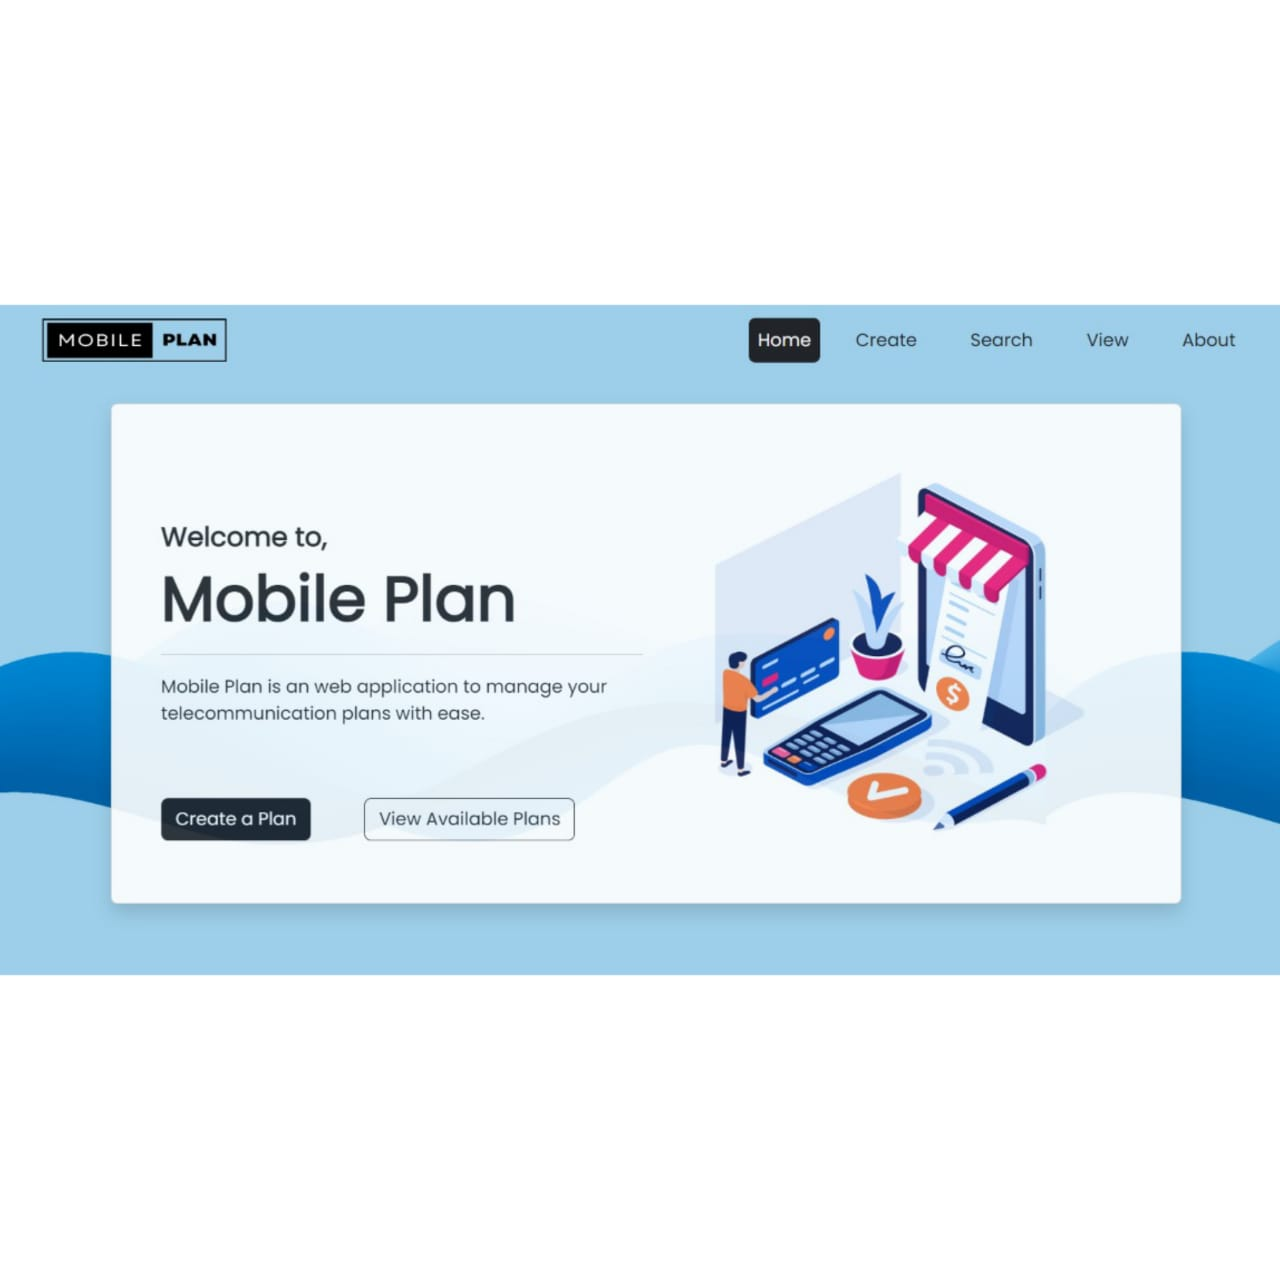 MOBILE PLAN
Home Create Search View About
Welcome to,
Mobile Plan
Mobile Plan is an web application to manage your
telecommunication plans with ease.
Create a Plan View Available Plans
$